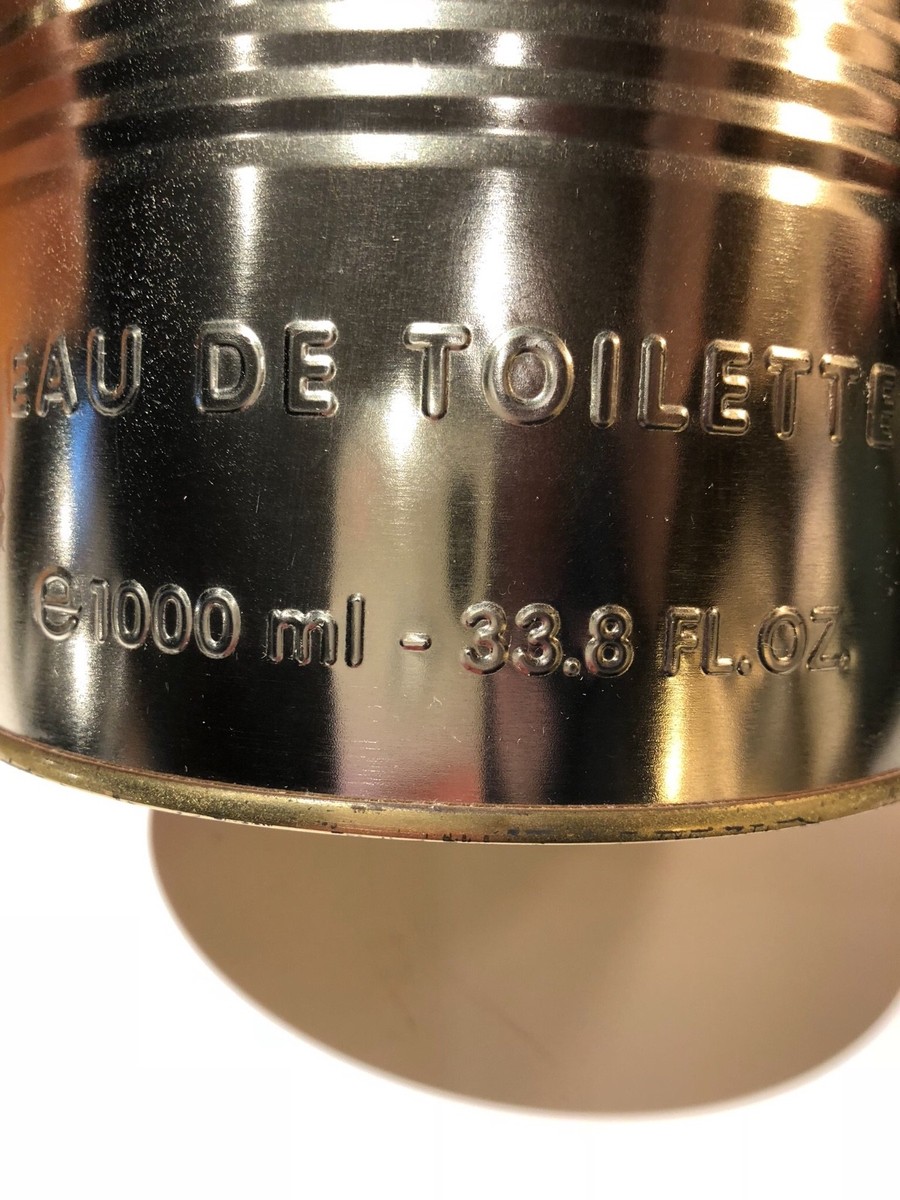 EAU DE TOILETTE
℮1000 ml - 33.8 FL.OZ.